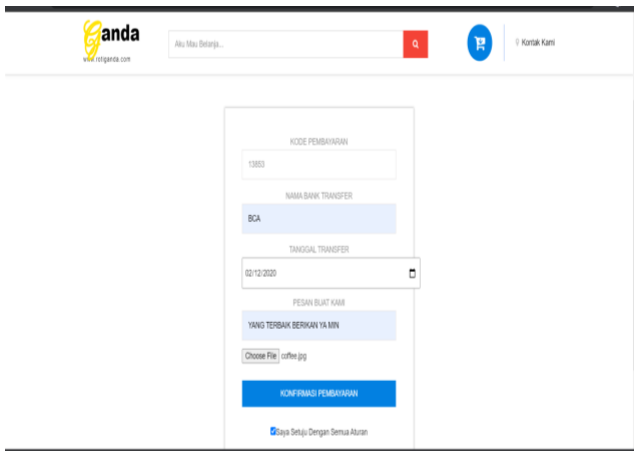 Ganda
www.rotiganda.com
Aku Mau Belanja...
Kontak Kami
KODE PEMBAYARAN
13853
NAMA BANK TRANSFER
BCA
TANGGAL TRANSFER
02/12/2020
PESAN BUAT KAMI
YANG TERBAIK BERIKAN YA MIN
Choose File coffee.jpg
KONFIRMASI PEMBAYARAN
Saya Setuju Dengan Semua Aturan